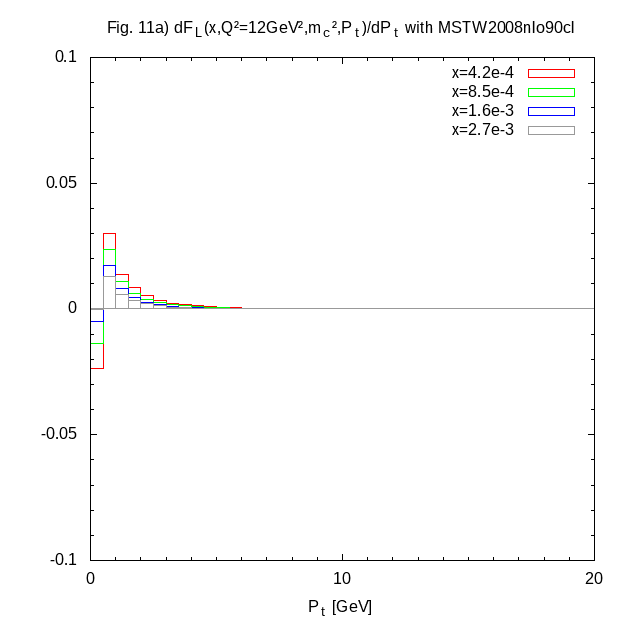 Fig. 11a) dF_L(x,Q²=12GeV²,m_c²,P_t)/dP_t with MSTW2008nlo90cl
x=4.2e-4
x=8.5e-4
x=1.6e-3
x=2.7e-3
0.1
0.05
0
-0.05
-0.1
0 10 20
P_t [GeV]